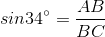 sin34° = AB/BC